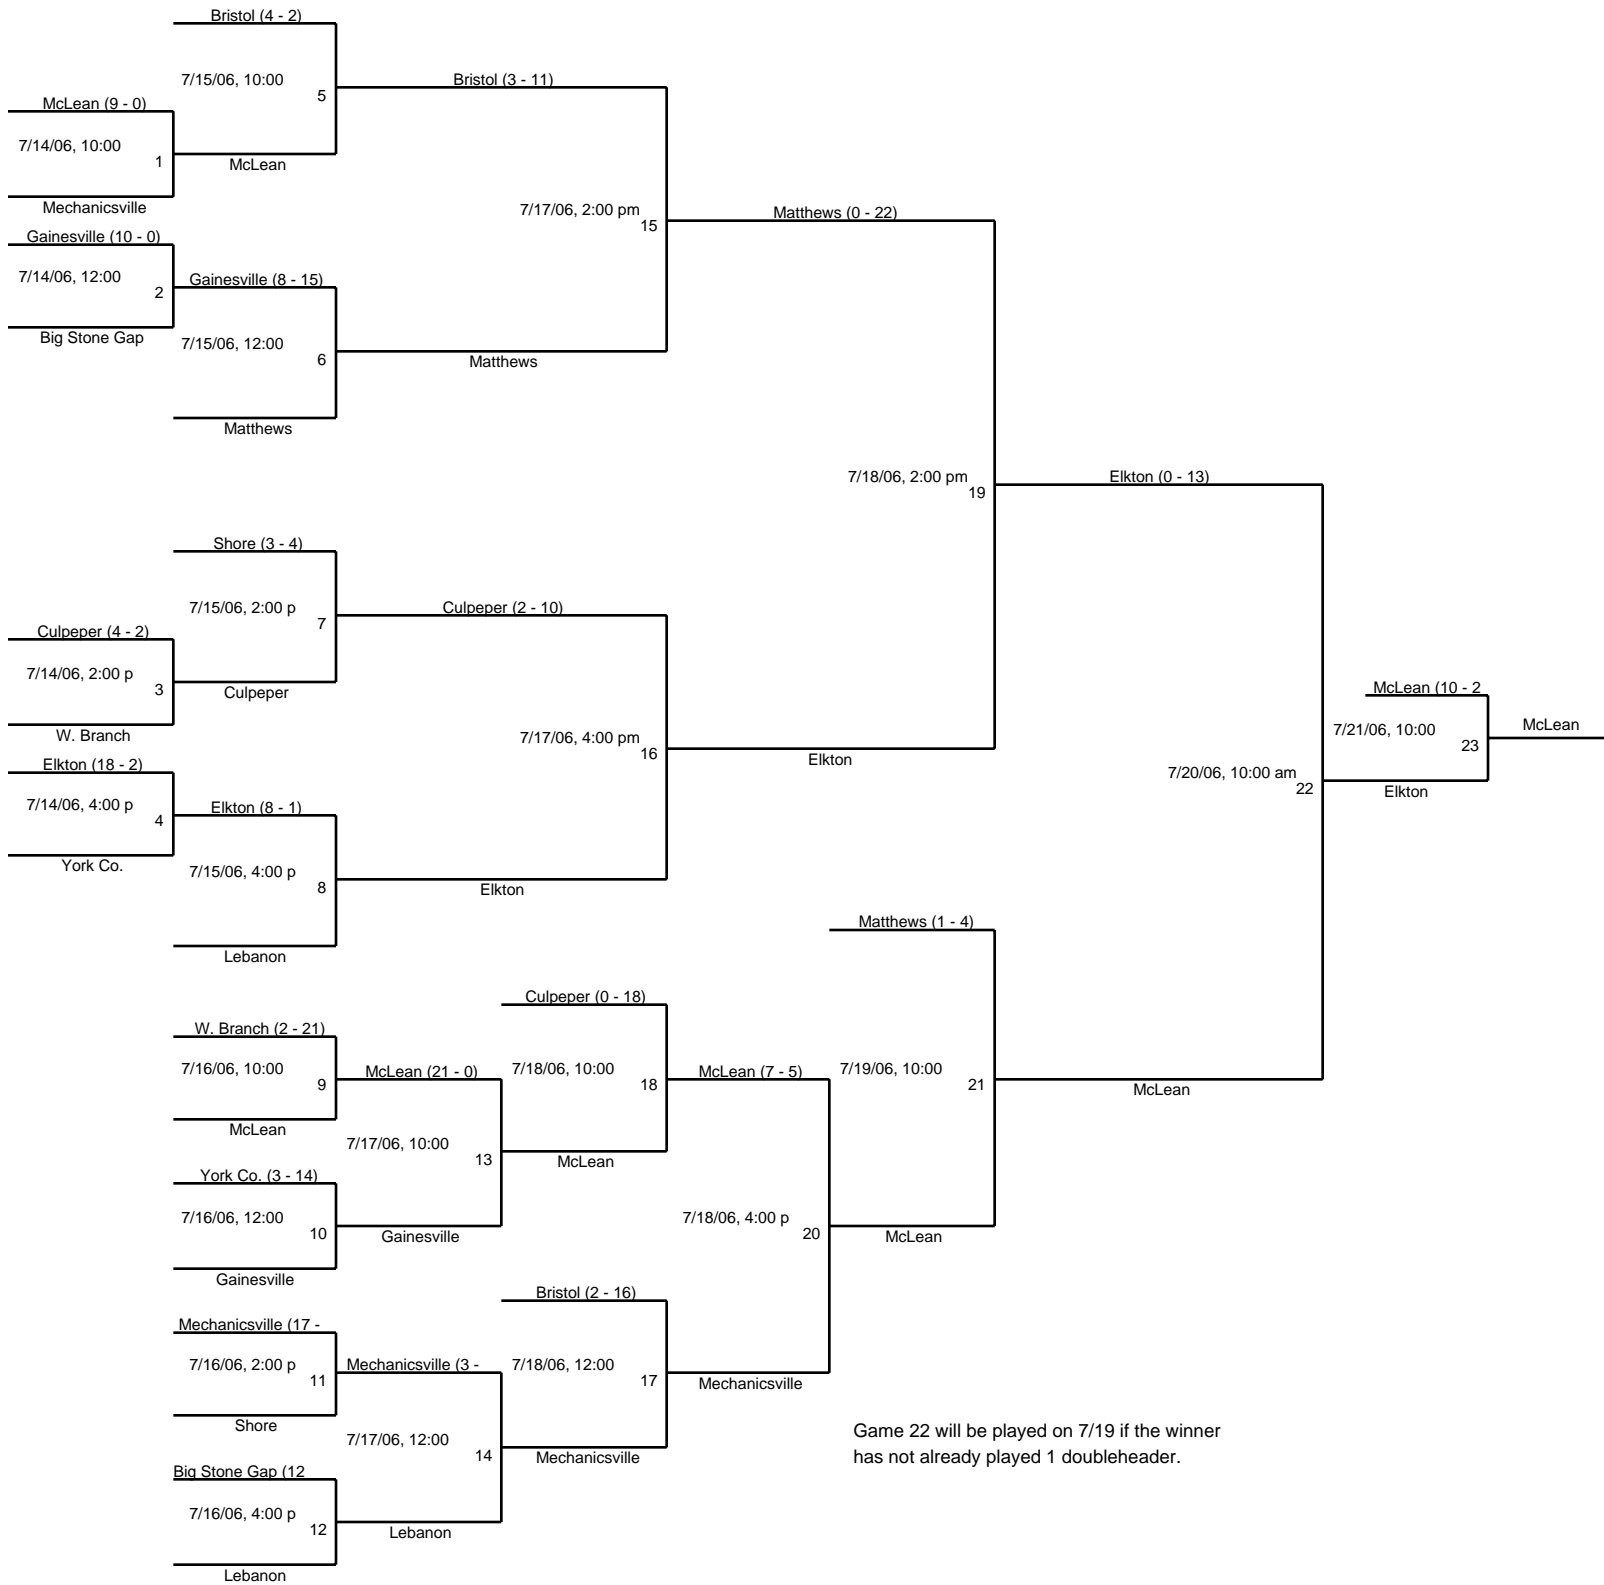 Bristol (4 - 2)
7/15/06, 10:00
5
Bristol (3 - 11)
McLean (9 - 0)
7/14/06, 10:00
1
McLean
Mechanicsville
7/17/06, 2:00 pm
15
Matthews (0 - 22)
Gainesville (10 - 0)
7/14/06, 12:00
2
Gainesville (8 - 15)
Big Stone Gap
7/15/06, 12:00
6
Matthews
Matthews
7/18/06, 2:00 pm
19
Elkton (0 - 13)
Shore (3 - 4)
7/15/06, 2:00 p
7
Culpeper (2 - 10)
Culpeper (4 - 2)
7/14/06, 2:00 p
3
Culpeper
W. Branch
7/17/06, 4:00 pm
16
Elkton
McLean (10 - 2
7/21/06, 10:00
23
McLean
7/20/06, 10:00 am
22
Elkton
Elkton (18 - 2)
7/14/06, 4:00 p
4
Elkton (8 - 1)
York Co.
7/15/06, 4:00 p
8
Elkton
Lebanon
Matthews (1 - 4)
Culpeper (0 - 18)
W. Branch (2 - 21)
7/16/06, 10:00
9
McLean (21 - 0)
7/18/06, 10:00
18
McLean (7 - 5)
7/19/06, 10:00
21
McLean
McLean
7/17/06, 10:00
13
McLean
York Co. (3 - 14)
7/16/06, 12:00
10
Gainesville
7/18/06, 4:00 p
20
McLean
Gainesville
Bristol (2 - 16)
Mechanicsville (17 -
7/16/06, 2:00 p
11
Mechanicsville (3 -
7/18/06, 12:00
17
Mechanicsville
Shore
7/17/06, 12:00
14
Mechanicsville
Big Stone Gap (12
7/16/06, 4:00 p
12
Lebanon
Lebanon
Game 22 will be played on 7/19 if the winner
has not already played 1 doubleheader.